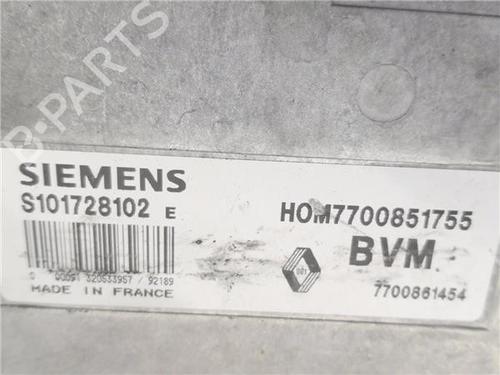 B-PARTS
SIEMENS
S101728102 E
HOM7700851755
BVM
7700861454
MADE IN FRANCE